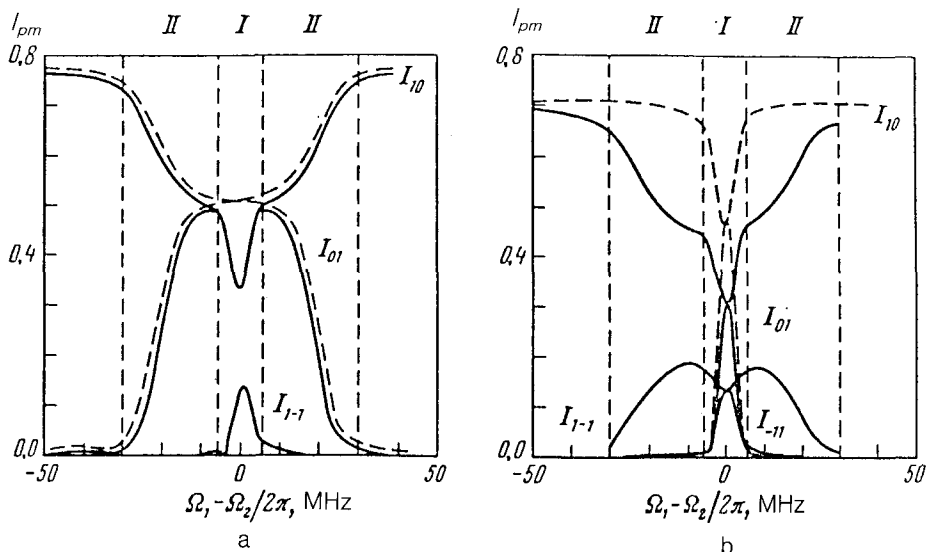 I_pm II I II
0,8
I_10
0,4
I_01
I_1-1
0,0
-50 0 50
Ω_1-Ω_2/2π, MHz
a
I_pm II I II
0,8
I_10
0,4
I_01
I_1-1 I_-11
0,0
-50 0 50
Ω_1-Ω_2/2π, MHz
b